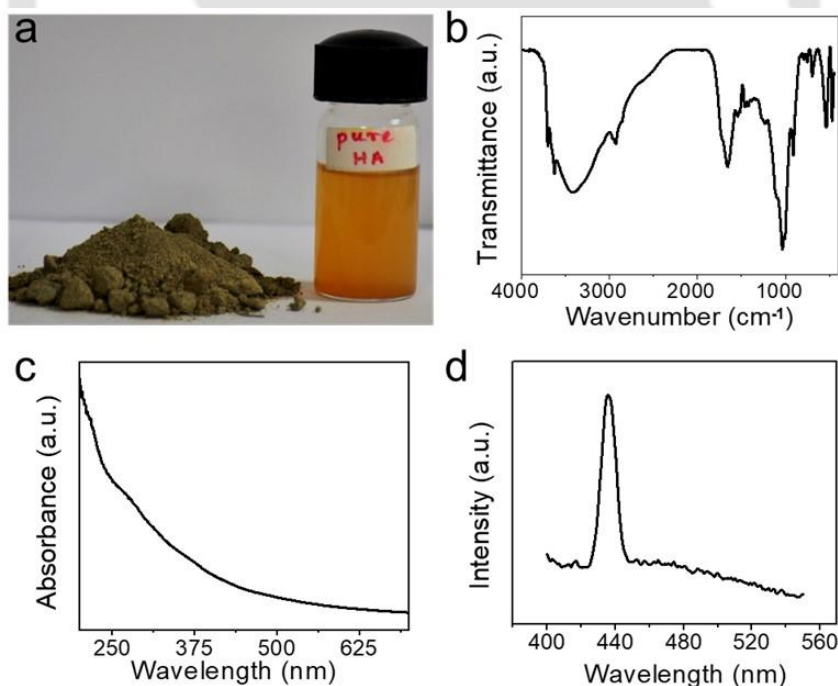 a
pure
HA
b
Transmittance (a.u.)
4000 3000 2000 1000
Wavenumber (cm-1)
c
Absorbance (a.u.)
250 375 500 625
Wavelength (nm)
d
Intensity (a.u.)
400 440 480 520 560
Wavelength (nm)